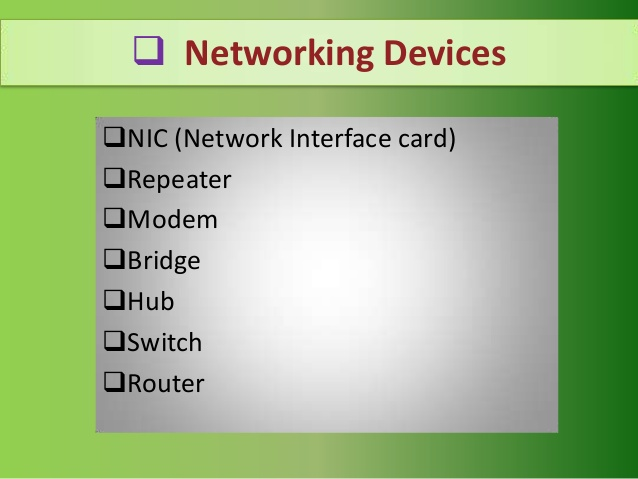 ❑ Networking Devices
❑NIC (Network Interface card)
❑Repeater
❑Modem
❑Bridge
❑Hub
❑Switch
❑Router